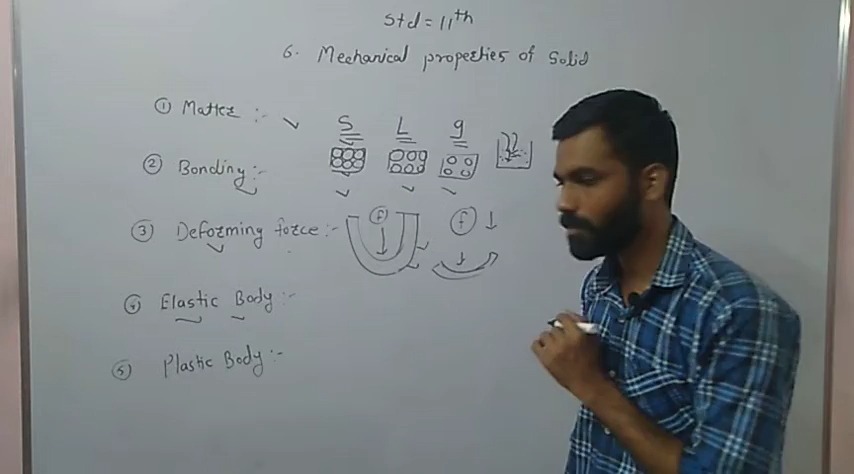 Std = 11th
6. Mechanical properties of Solid
① Matter :-
S L g
② Bonding :-
③ Deforming force :- f f
④ Elastic Body :-
⑤ Plastic Body :-